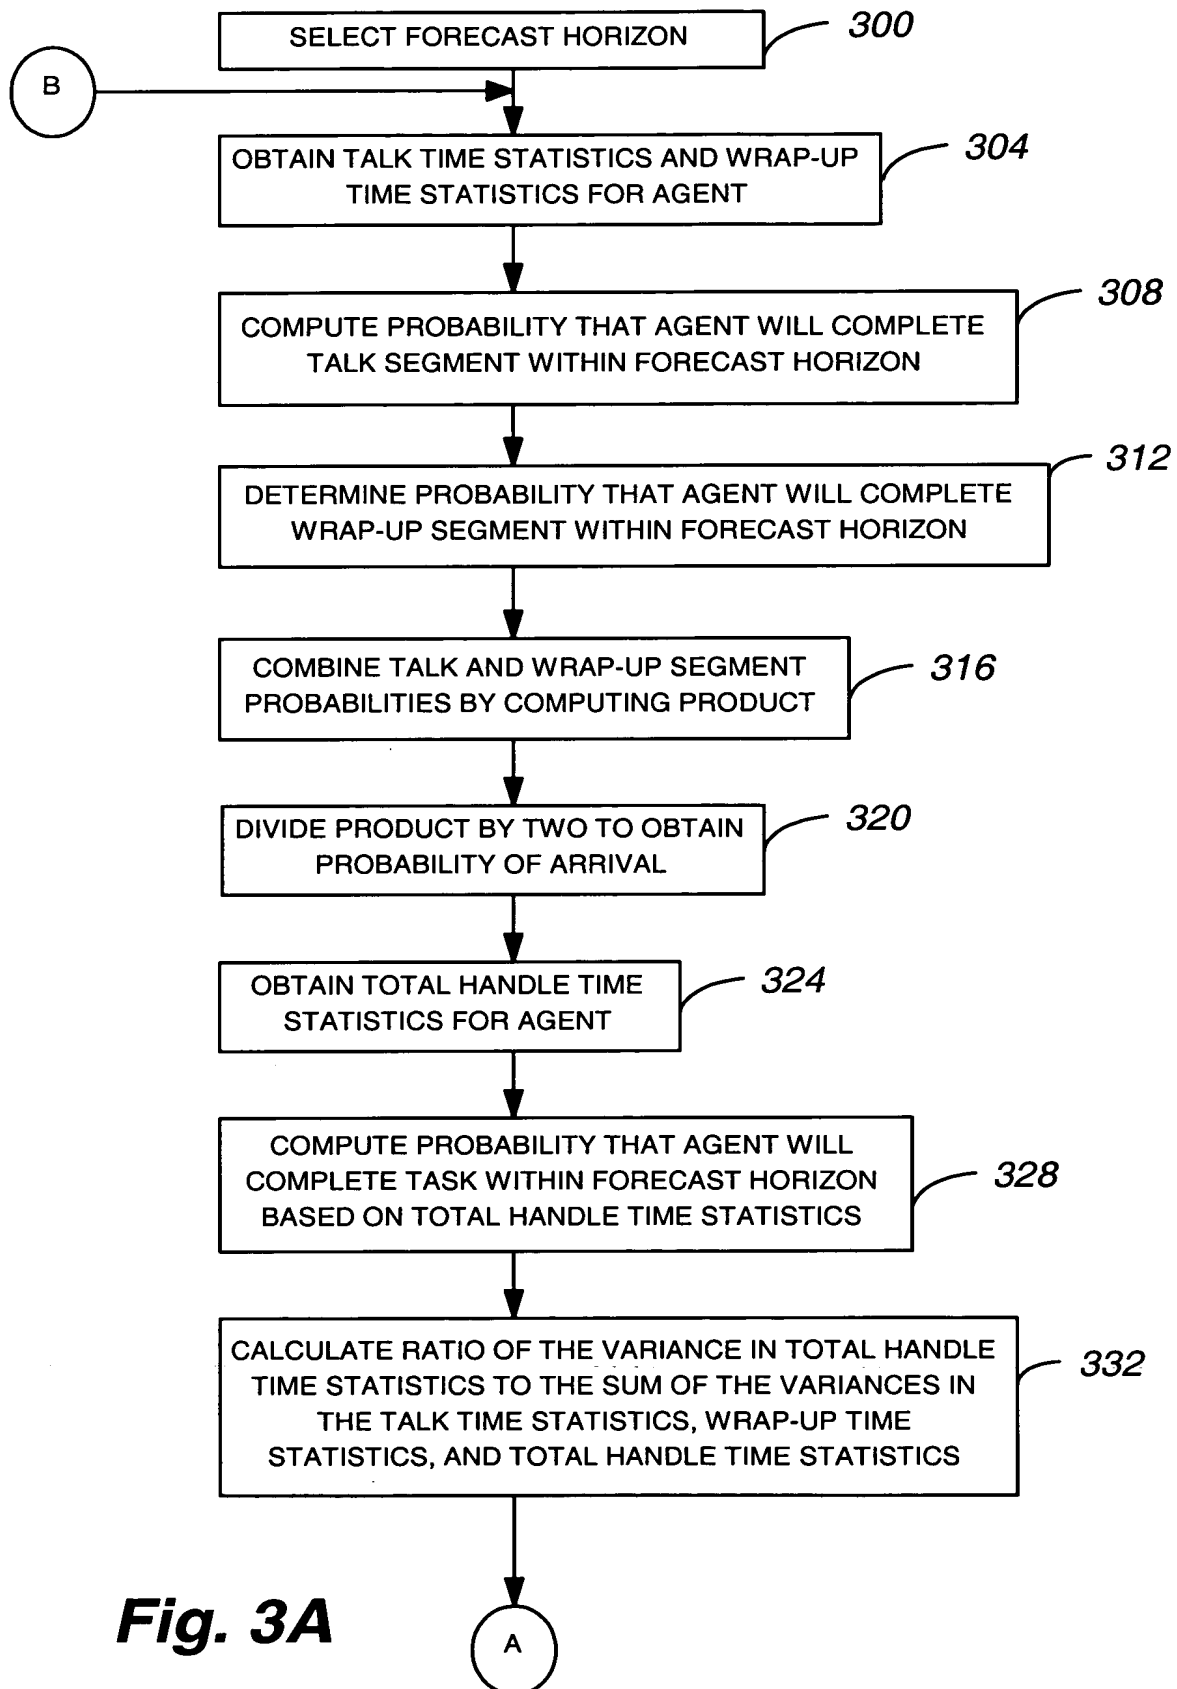 SELECT FORECAST HORIZON
300
B
OBTAIN TALK TIME STATISTICS AND WRAP-UP
TIME STATISTICS FOR AGENT
304
COMPUTE PROBABILITY THAT AGENT WILL COMPLETE
TALK SEGMENT WITHIN FORECAST HORIZON
308
DETERMINE PROBABILITY THAT AGENT WILL COMPLETE
WRAP-UP SEGMENT WITHIN FORECAST HORIZON
312
COMBINE TALK AND WRAP-UP SEGMENT
PROBABILITIES BY COMPUTING PRODUCT
316
DIVIDE PRODUCT BY TWO TO OBTAIN
PROBABILITY OF ARRIVAL
320
OBTAIN TOTAL HANDLE TIME
STATISTICS FOR AGENT
324
COMPUTE PROBABILITY THAT AGENT WILL
COMPLETE TASK WITHIN FORECAST HORIZON
BASED ON TOTAL HANDLE TIME STATISTICS
328
CALCULATE RATIO OF THE VARIANCE IN TOTAL HANDLE
TIME STATISTICS TO THE SUM OF THE VARIANCES IN
THE TALK TIME STATISTICS, WRAP-UP TIME
STATISTICS, AND TOTAL HANDLE TIME STATISTICS
332
Fig. 3A
A